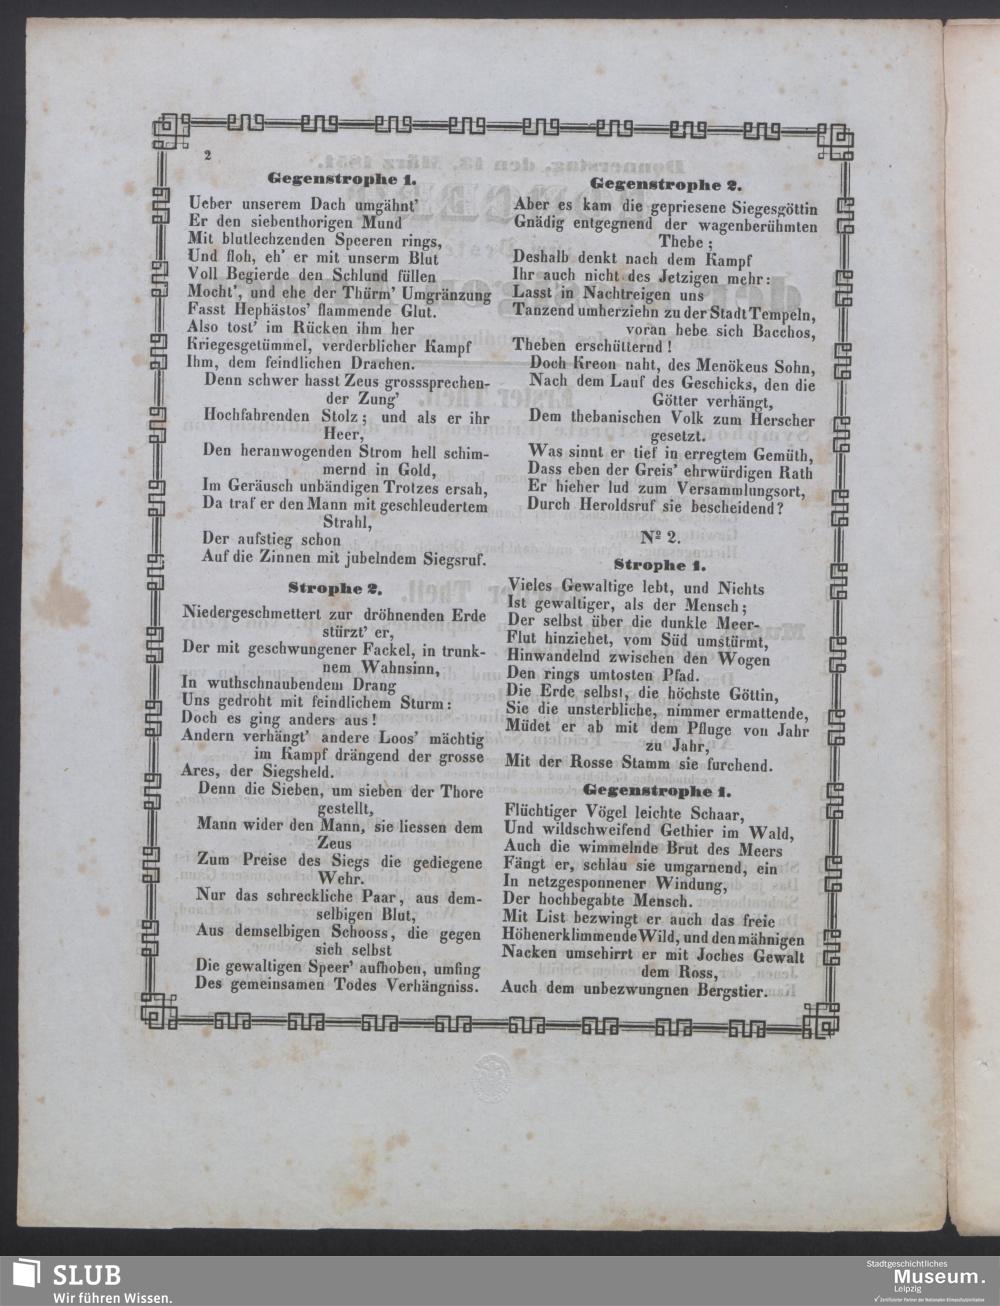 2
Gegenstrophe 1.
Ueber unserem Dach umgähnt'
Er den siebenthorigen Mund
Mit blutlechzenden Speeren rings,
Und floh, eh' er mit unserm Blut
Voll Begierde den Schlund füllen
Mocht', und ehe der Thürm' Umgränzung
Fasst Hephästos' flammende Glut.
Also tost' im Rücken ihm her
Kriegesgetümmel, verderblicher Kampf
Ihm, dem feindlichen Drachen.
Denn schwer hasst Zeus grosssprechen-
der Zung'
Hochfahrenden Stolz; und als er ihr
Heer,
Den heranwogenden Strom hell schim-
mernd in Gold,
Im Geräusch unbändigen Trotzes ersah,
Da traf er den Mann mit geschleudertem
Strahl,
Der aufstieg schon
Auf die Zinnen mit jubelndem Siegsruf.
Strophe 2.
Niedergeschmettert zur dröhnenden Erde
stürzt' er,
Der mit geschwungener Fackel, in trunk-
nem Wahnsinn,
In wuthschnaubendem Drang
Uns gedroht mit feindlichem Sturm:
Doch es ging anders aus!
Andern verhängt' andere Loos' mächtig
im Kampf drängend der grosse
Ares, der Siegsheld.
Denn die Sieben, um sieben der Thore
gestellt,
Mann wider den Mann, sie liessen dem
Zeus
Zum Preise des Siegs die gediegene
Wehr.
Nur das schreckliche Paar, aus dem-
selbigen Blut,
Aus demselbigen Schooss, die gegen
sich selbst
Die gewaltigen Speer' aufhoben, umfing
Des gemeinsamen Todes Verhängniss.
Gegenstrophe 2.
Aber es kam die gepriesene Siegesgöttin
Gnädig entgegnend der wagenberühmten
Thebe;
Deshalb denkt nach dem Kampf
Ihr auch nicht des Jetzigen mehr:
Lasst in Nachtreigen uns
Tanzend umherziehn zu der Stadt Tempeln,
voran hebe sich Bacchos,
Theben erschütternd!
Doch Kreon naht, des Menökeus Sohn,
Nach dem Lauf des Geschicks, den die
Götter verhängt,
Dem thebanischen Volk zum Herrscher
gesetzt.
Was sinnt er tief in erregtem Gemüth,
Dass eben der Greis' ehrwürdigen Rath
Er hieher lud zum Versammlungsort,
Durch Heroldsruf sie bescheidend?
Nº 2.
Strophe 1.
Vieles Gewaltige lebt, und Nichts
Ist gewaltiger, als der Mensch;
Der selbst über die dunkle Meer-
Flut hinziehet, vom Süd umstürmt,
Hinwandelnd zwischen den Wogen
Den rings umtosten Pfad.
Die Erde selbst, die höchste Göttin,
Sie die unsterbliche, nimmer ermattende,
Müdet er ab mit dem Pfluge von Jahr
zu Jahr,
Mit der Rosse Stamm sie furchend.
Gegenstrophe 1.
Flüchtiger Vögel leichte Schaar,
Und wildschweifend Gethier im Wald,
Auch die wimmelnde Brut des Meers
Fängt er, schlau sie umgarnend, ein
In netzgesponnener Windung,
Der hochbegabte Mensch.
Mit List bezwingt er auch das freie
Höhenerklimmende Wild, und den mähnigen
Nacken umschirrt er mit Joches Gewalt
dem Ross,
Auch dem unbezwungnen Bergstier.
SLUB
Wir führen Wissen.
Stadtgeschichtliches
Museum.
Leipzig